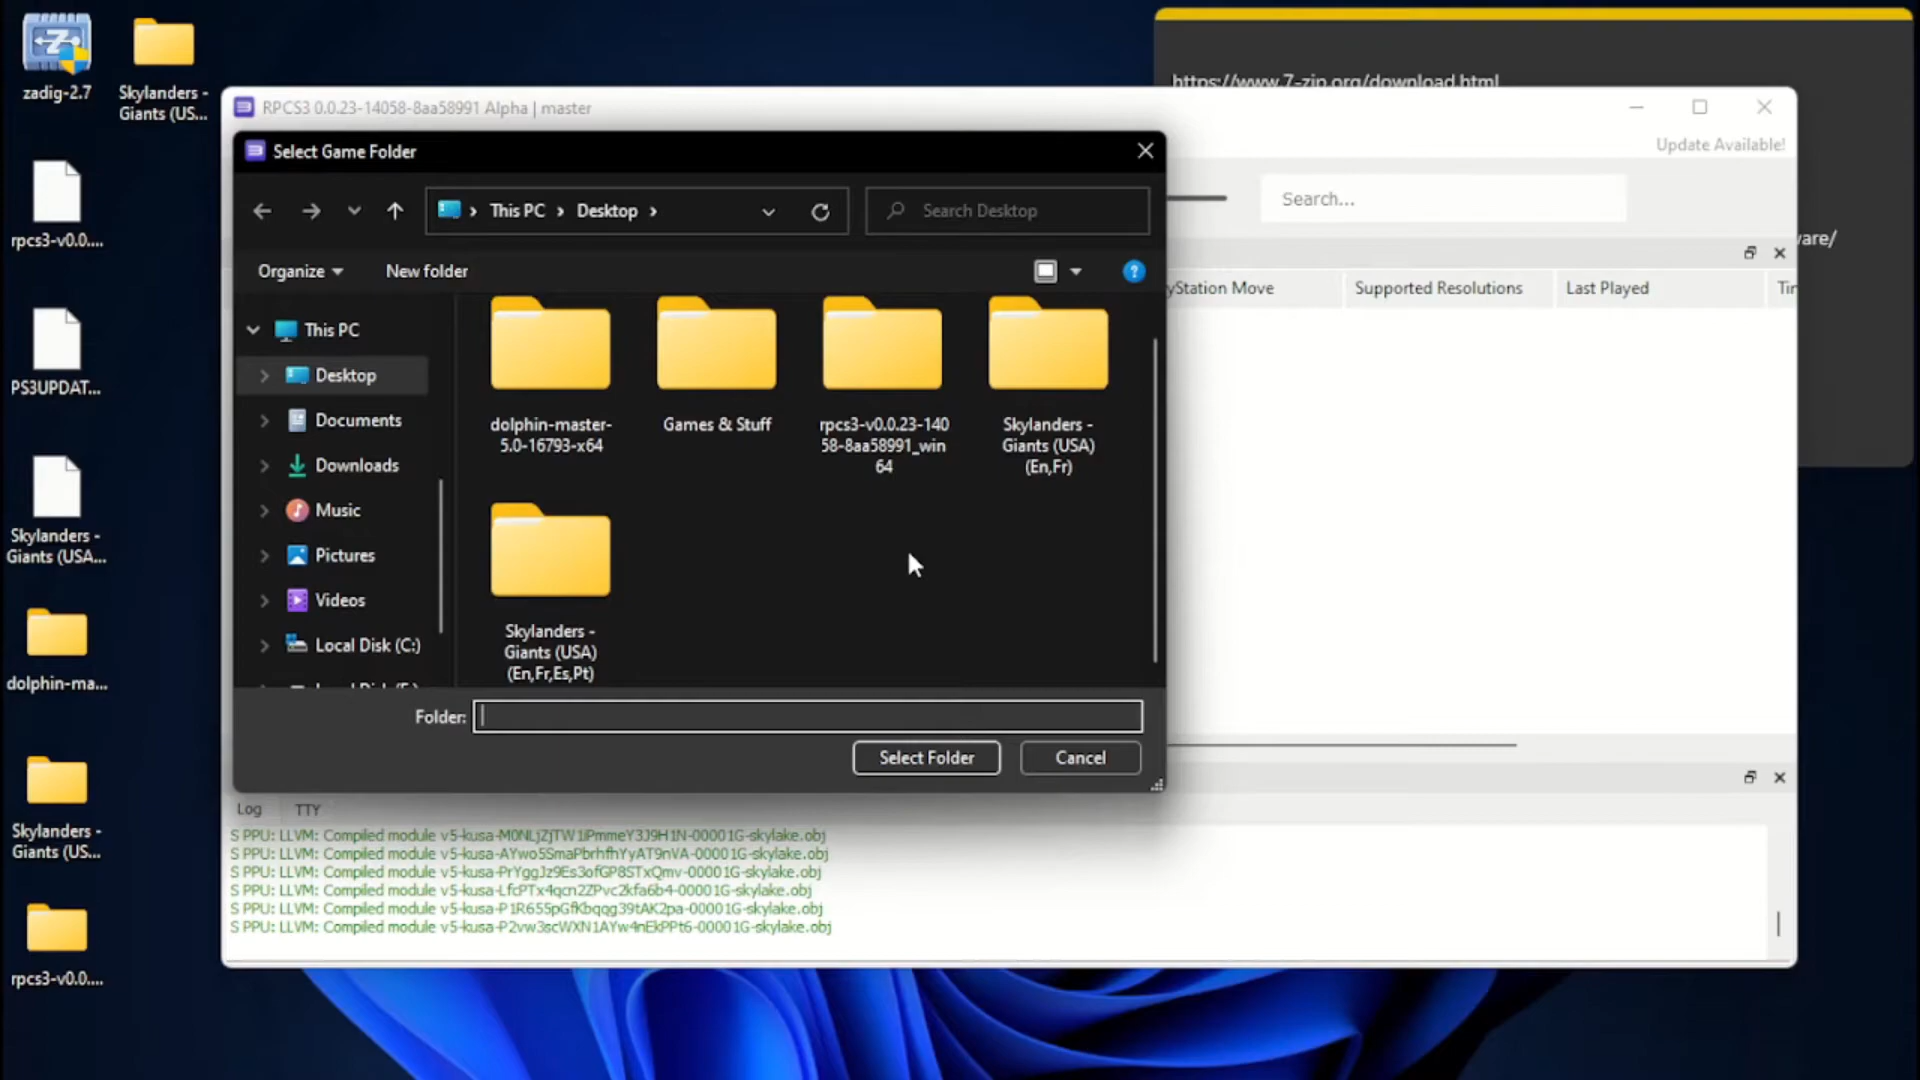 zadig-2.7
Skylanders -
Giants (US...
rpcs3-v0.0....
PS3UPDAT...
Skylanders -
Giants (USA...
dolphin-ma...
Skylanders -
Giants (US...
rpcs3-v0.0....
https://www.7-zip.org/download.html
ware/
RPCS3 0.0.23-14058-8aa58991 Alpha | master
Update Available!
Search...
yStation Move
Supported Resolutions
Last Played
Tin
Select Game Folder
This PC
Desktop
Search Desktop
Organize
New folder
This PC
Desktop
Documents
Downloads
Music
Pictures
Videos
Local Disk (C:)
dolphin-master-
5.0-16793-x64
Games & Stuff
rpcs3-v0.0.23-140
58-8aa58991_win
64
Skylanders -
Giants (USA)
(En,Fr)
Skylanders -
Giants (USA)
(En,Fr,Es,Pt)
Folder:
Select Folder
Cancel
Log
TTY
S PPU: LLVM: Compiled module v5-kusa-M0NLjZjTW1iPmmeY3J9H1N-00001G-skylake.obj
S PPU: LLVM: Compiled module v5-kusa-AYwo5SmaPbrhfhYyAT9nVA-00001G-skylake.obj
S PPU: LLVM: Compiled module v5-kusa-PrYggJz9Es3ofGP8STxQmv-00001G-skylake.obj
S PPU: LLVM: Compiled module v5-kusa-LfcPTx4qcn2ZPvc2kfa6b4-00001G-skylake.obj
S PPU: LLVM: Compiled module v5-kusa-P1R655pGfKbqqg39tAK2pa-00001G-skylake.obj
S PPU: LLVM: Compiled module v5-kusa-P2vw3scWXN1AYw4nEkPPt6-00001G-skylake.obj